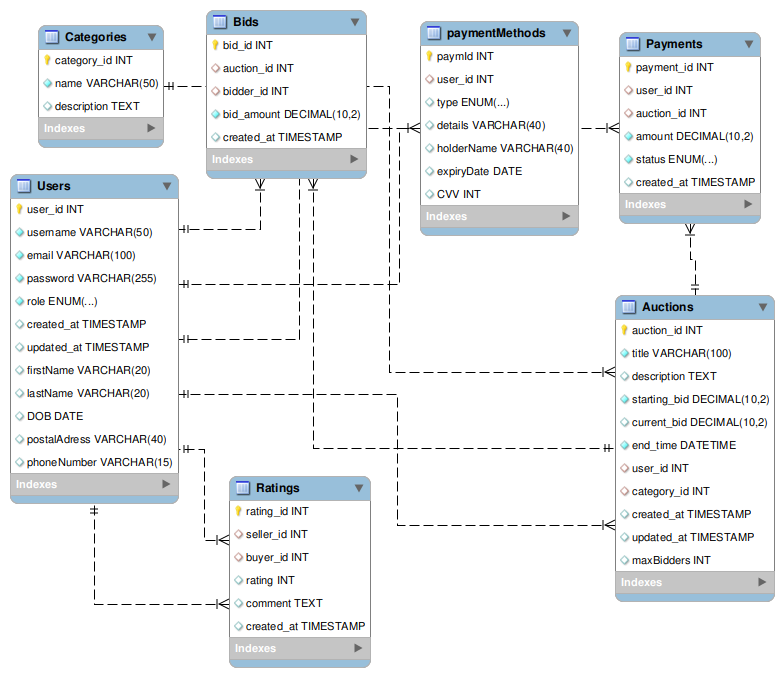 Categories
category_id INT
name VARCHAR(50)
description TEXT
Indexes
Bids
bid_id INT
auction_id INT
bidder_id INT
bid_amount DECIMAL(10,2)
created_at TIMESTAMP
Indexes
paymentMethods
paymId INT
user_id INT
type ENUM(...)
details VARCHAR(40)
holderName VARCHAR(40)
expiryDate DATE
CVV INT
Indexes
Payments
payment_id INT
user_id INT
auction_id INT
amount DECIMAL(10,2)
status ENUM(...)
created_at TIMESTAMP
Indexes
Users
user_id INT
username VARCHAR(50)
email VARCHAR(100)
password VARCHAR(255)
role ENUM(...)
created_at TIMESTAMP
updated_at TIMESTAMP
firstName VARCHAR(20)
lastName VARCHAR(20)
DOB DATE
postalAdress VARCHAR(40)
phoneNumber VARCHAR(15)
Indexes
Auctions
auction_id INT
title VARCHAR(100)
description TEXT
starting_bid DECIMAL(10,2)
current_bid DECIMAL(10,2)
end_time DATETIME
user_id INT
category_id INT
created_at TIMESTAMP
updated_at TIMESTAMP
maxBidders INT
Indexes
Ratings
rating_id INT
seller_id INT
buyer_id INT
rating INT
comment TEXT
created_at TIMESTAMP
Indexes